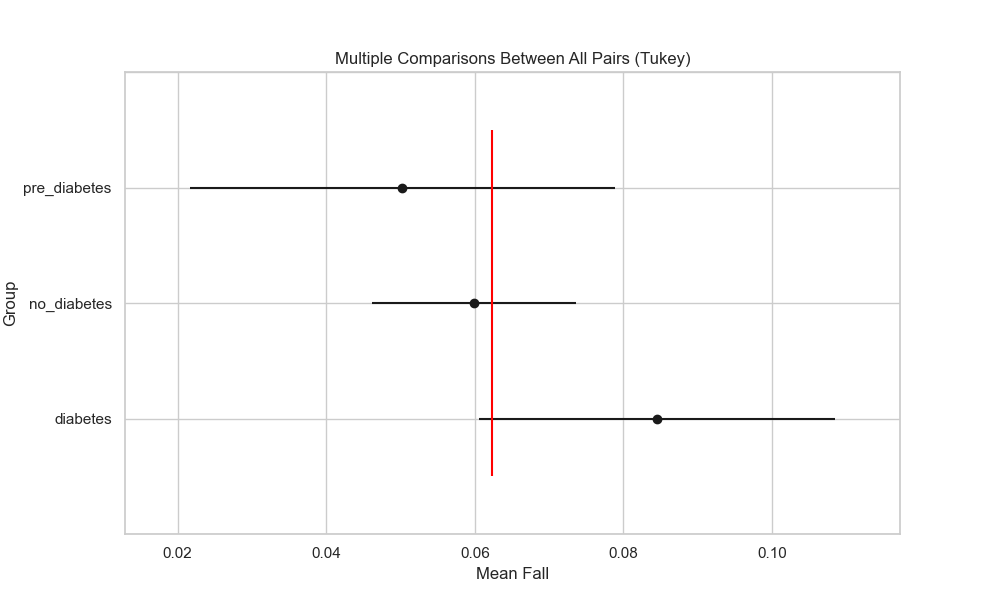 Multiple Comparisons Between All Pairs (Tukey)
Group
pre_diabetes
no_diabetes
diabetes
0.02 0.04 0.06 0.08 0.10
Mean Fall